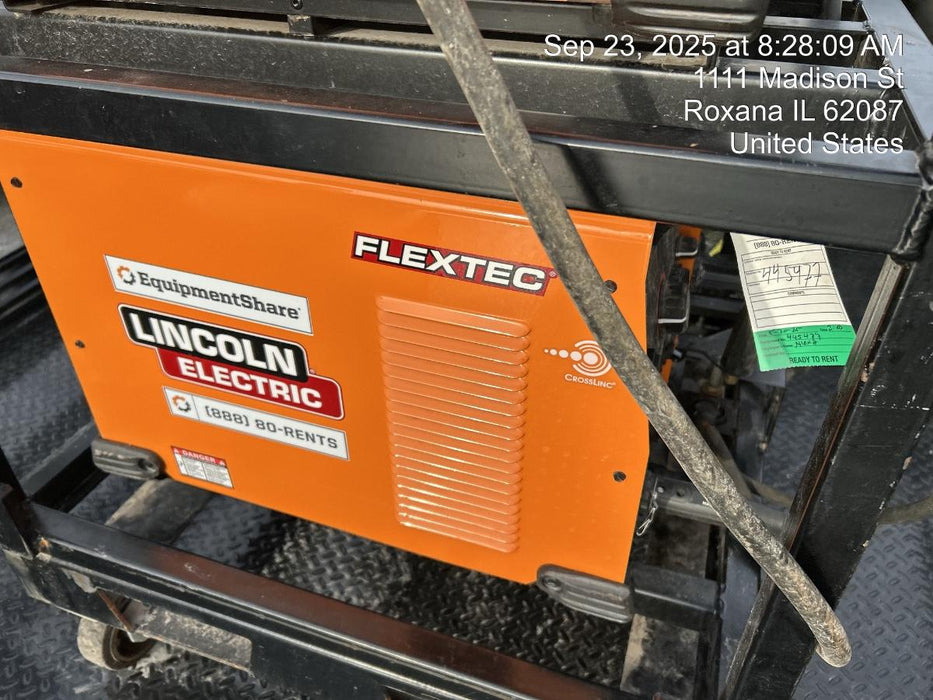 Sep 23, 2025 at 8:28:09 AM
1111 Madison St
Roxana IL 62087
United States
FLEXTEC®
EquipmentShare
LINCOLN
ELECTRIC
(888) 80-RENTS
DANGER
CROSSLINC®
445477
445477
READY TO RENT